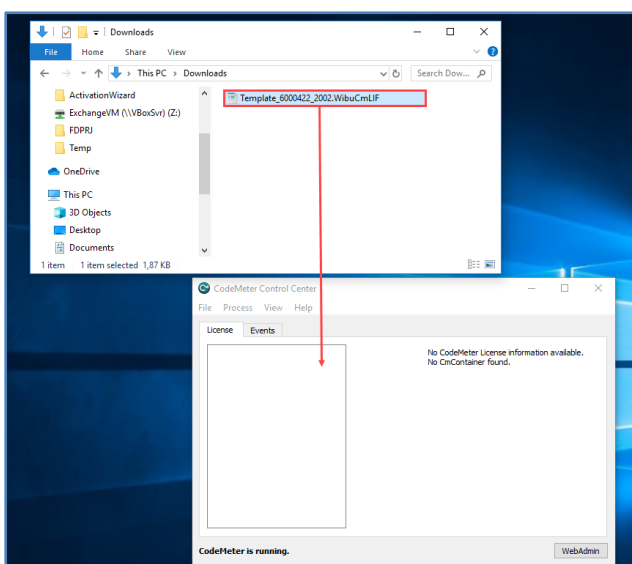 Downloads
File Home Share View
This PC > Downloads
Search Dow...
ActivationWizard
ExchangeVM (\\VBoxSvr) (Z:)
FDPRJ
Temp
OneDrive
This PC
3D Objects
Desktop
Documents
Template_6000422_2002.WibuCmLIF
1 item 1 item selected 1,87 KB
CodeMeter Control Center
File Process View Help
License Events
No CodeMeter License information available.
No CmContainer found.
CodeMeter is running.
WebAdmin